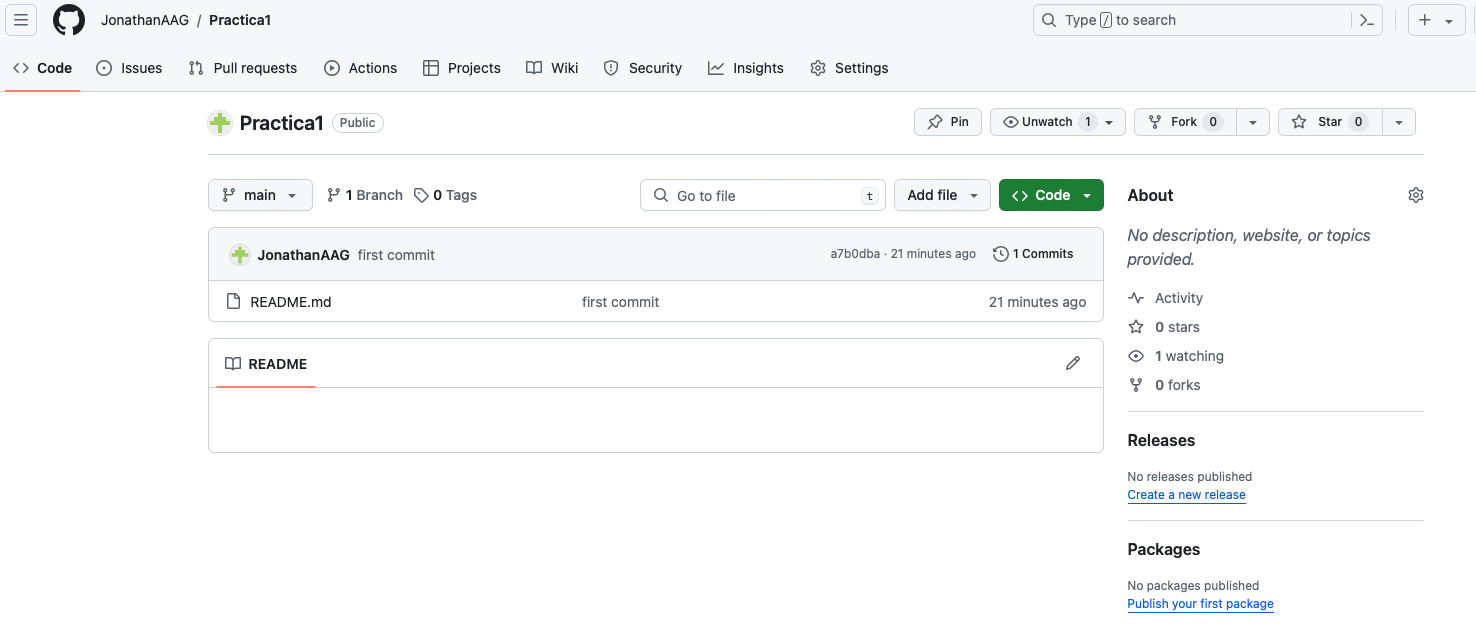 JonathanAAG / Practica1
Type / to search
Code Issues Pull requests Actions Projects Wiki Security Insights Settings
Practica1 Public
Pin Unwatch 1 Fork 0 Star 0
main 1 Branch 0 Tags Go to file t Add file Code
JonathanAAG first commit a7b0dba · 21 minutes ago 1 Commits
README.md first commit 21 minutes ago
README
About
No description, website, or topics
provided.
Activity
0 stars
1 watching
0 forks
Releases
No releases published
Create a new release
Packages
No packages published
Publish your first package